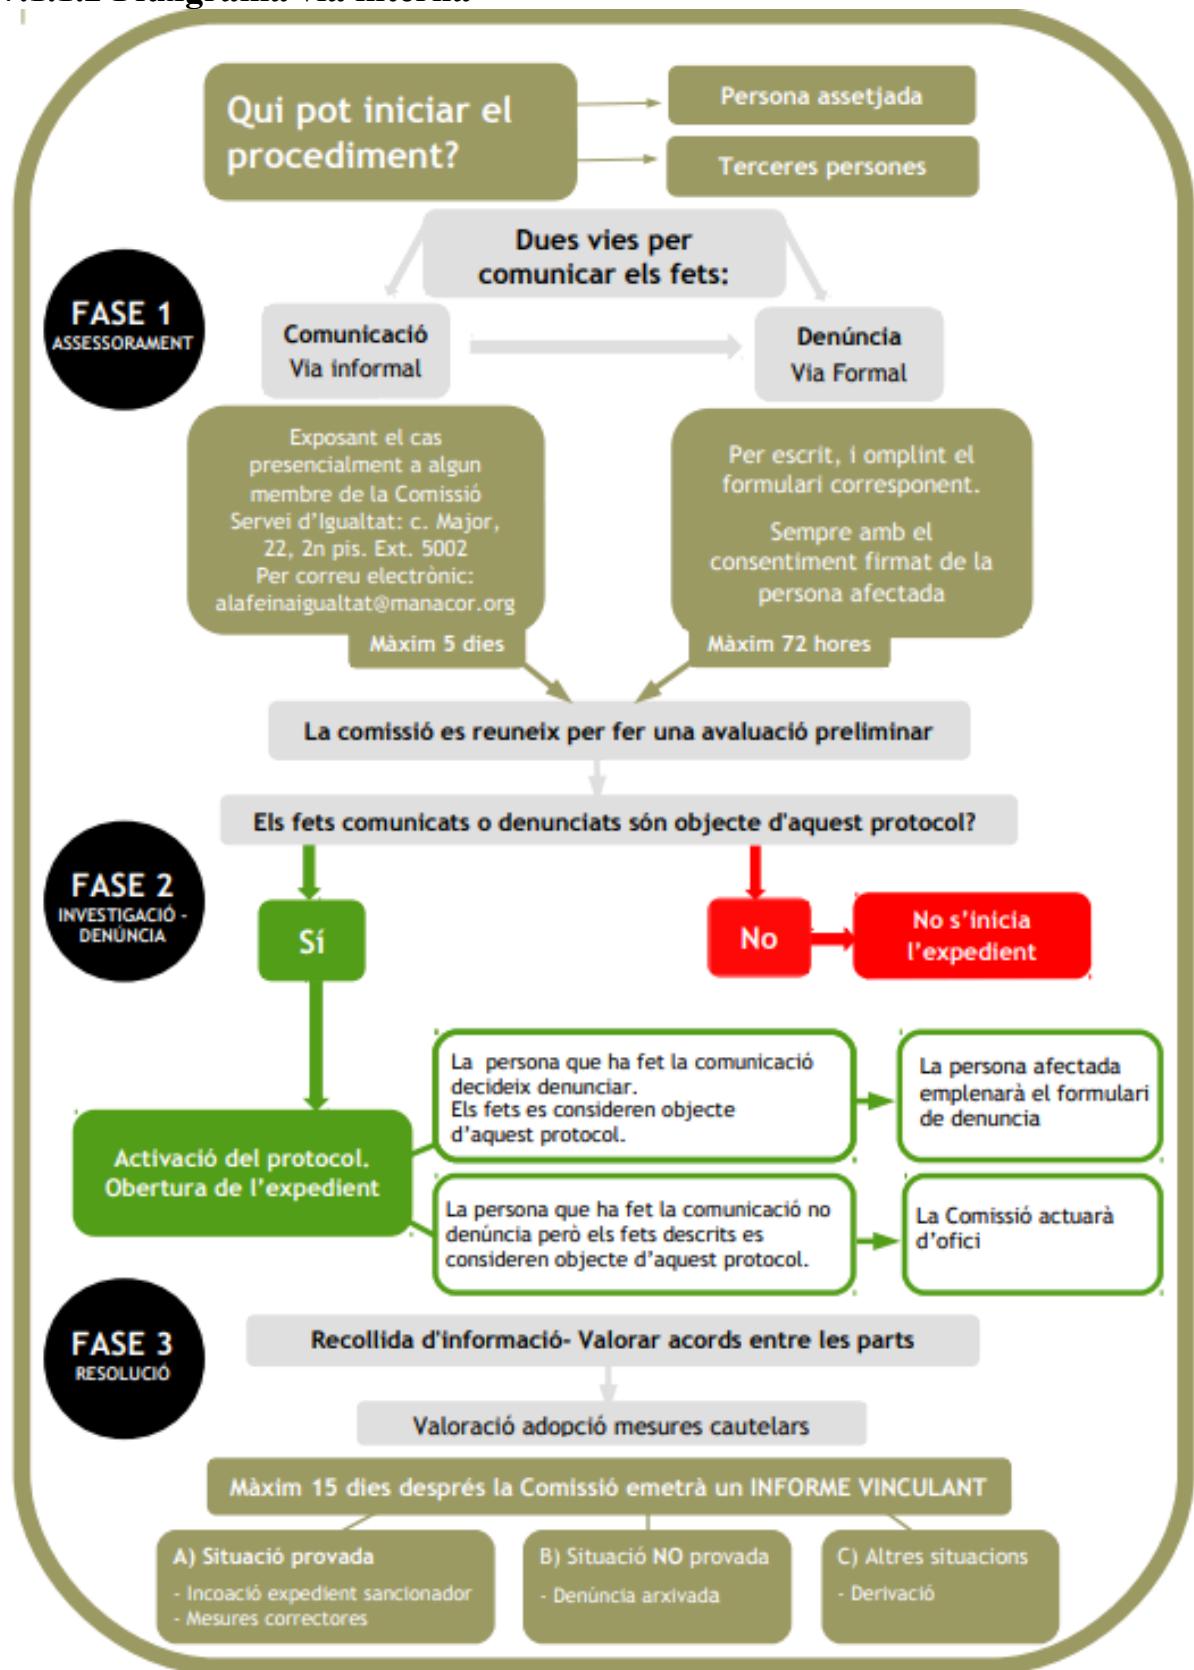 Qui pot iniciar el
procediment?
Persona assetjada
Terceres persones
Dues vies per
comunicar els fets:
FASE 1
ASSESSORAMENT
Comunicació
Via informal
Denúncia
Via Formal
Exposant el cas
presencialment a algun
membre de la Comissió
Servei d'Igualtat: c. Major,
22, 2n pis. Ext. 5002
Per correu electrònic:
alafeinaigualtat@manacor.org
Màxim 5 dies
Per escrit, i omplint el
formulari corresponent.
Sempre amb el
consentiment firmat de la
persona afectada
Màxim 72 hores
La comissió es reuneix per fer una avaluació preliminar
Els fets comunicats o denunciats són objecte d'aquest protocol?
FASE 2
INVESTIGACIÓ -
DENÚNCIA
Sí
No
No s'inicia
l'expedient
Activació del protocol.
Obertura de l'expedient
La persona que ha fet la comunicació
decideix denunciar.
Els fets es consideren objecte
d'aquest protocol.
La persona afectada
emplenarà el formulari
de denuncia
La persona que ha fet la comunicació no
denúncia però els fets descrits es
consideren objecte d'aquest protocol.
La Comissió actuarà
d'ofici
FASE 3
RESOLUCIÓ
Recollida d'informació- Valorar acords entre les parts
Valoració adopció mesures cautelars
Màxim 15 dies després la Comissió emetrà un INFORME VINCULANT
A) Situació provada
- Incoació expedient sancionador
- Mesures correctores
B) Situació NO provada
- Denúncia arxivada
C) Altres situacions
- Derivació